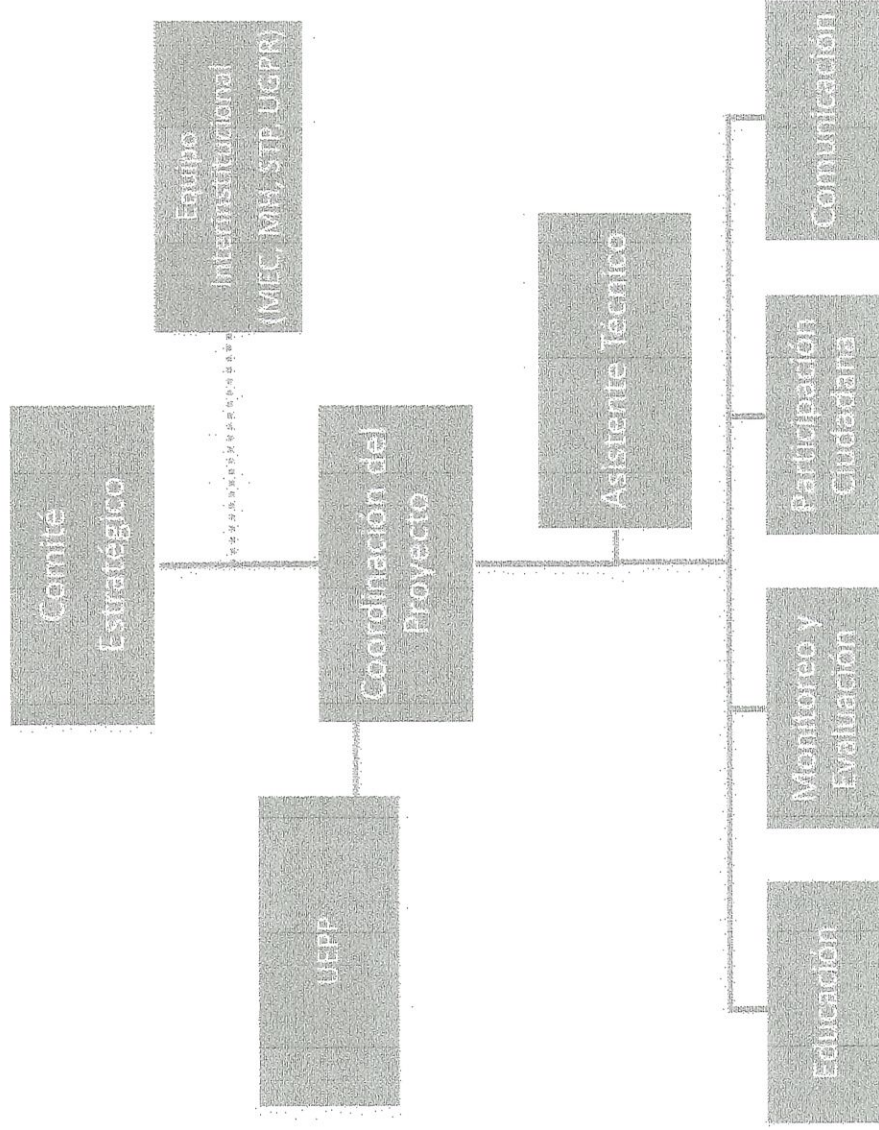 Comité
Estratégico
Equipo
Interinstitucional
(MEC, MH, STP, UGPR)
UEPP
Coordinación del
Proyecto
Asistente Técnico
Educación
Monitoreo y
Evaluación
Participación
Ciudadana
Comunicación